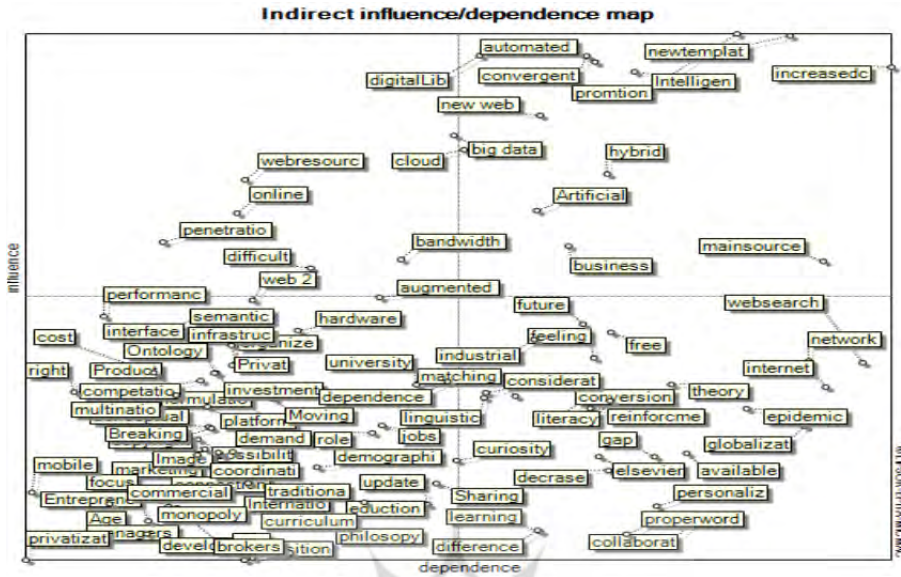 Indirect influence/dependence map
automated
newtemplat
convergent
digitalLib
Intelligen
increasedc
promtion
new web
big data
cloud
hybrid
webresourc
online
Artificial
penetratio
bandwidth
mainsource
difficult
business
web 2
influence
augmented
performanc
future
websearch
semantic
hardware
interface
infrastruc
cost
feeling
free
network
Ontology
industrial
university
Privat
right
Produc
internet
matching
considerat
theory
competatio
investment
dependence
conversion
multinatio
platform
Moving
linguistic
literacy
reinforcme
epidemic
Breaking
demand
role
jobs
gap
globalizat
curiosity
Image
demographi
mobile
coordinati
decrase
elsevier
available
focus
commercial
traditiona
update
Sharing
personaliz
Entreprene
Internatio
eduction
monopoly
curriculum
learning
properword
Age
philosopy
privatizat
brokers
difference
collaborat
dependence